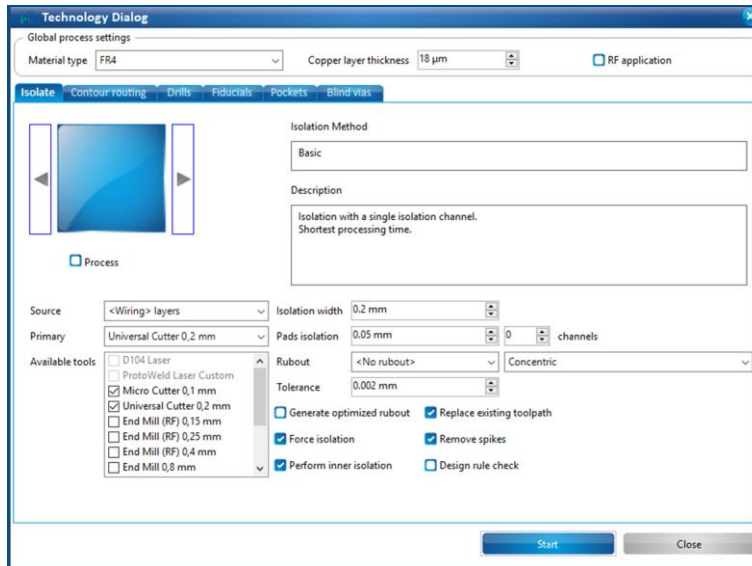 Technology Dialog
Global process settings
Material type FR4 Copper layer thickness 18 µm RF application
Isolate Contour routing Drills Fiducials Pockets Blind vias
Isolation Method
Basic
Description
Isolation with a single isolation channel.
Shortest processing time.
Process
Source <Wiring> layers Isolation width 0.2 mm
Primary Universal Cutter 0,2 mm Pads isolation 0.05 mm 0 channels
Available tools D104 Laser Rubout <No rubout> Concentric
ProtoWeld Laser Custom
Micro Cutter 0,1 mm Tolerance 0.002 mm
Universal Cutter 0,2 mm Generate optimized rubout Replace existing toolpath
End Mill (RF) 0,15 mm
End Mill (RF) 0,25 mm Force isolation Remove spikes
End Mill (RF) 0,4 mm
End Mill 0,8 mm Perform inner isolation Design rule check
Start Close